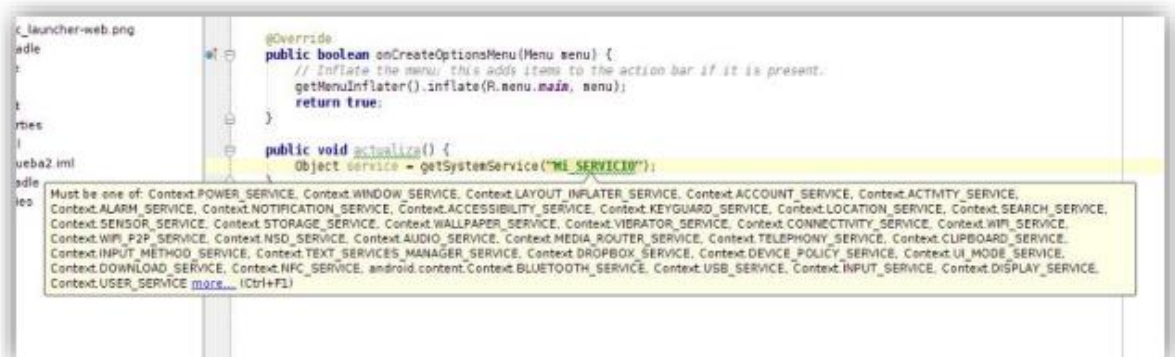 c_launcher-web.png
adle
@Override
public boolean onCreateOptionsMenu(Menu menu) {
// Inflate the menu; this adds items to the action bar if it is present.
getMenuInflater().inflate(R.menu.main, menu);
return true;
}
rties
public void actualiza() {
ueba2.iml
Object service = getSystemService("Mi_SERVICIO");
adle
ies
Must be one of: Context.POWER_SERVICE, Context.WINDOW_SERVICE, Context.LAYOUT_INFLATER_SERVICE, Context.ACCOUNT_SERVICE, Context.ACTIVITY_SERVICE,
Context.ALARM_SERVICE, Context.NOTIFICATION_SERVICE, Context.ACCESSIBILITY_SERVICE, Context.KEYGUARD_SERVICE, Context.LOCATION_SERVICE, Context.SEARCH_SERVICE,
Context.SENSOR_SERVICE, Context.STORAGE_SERVICE, Context.WALLPAPER_SERVICE, Context.VIBRATOR_SERVICE, Context.CONNECTIVITY_SERVICE, Context.WIFI_SERVICE,
Context.WIFI_P2P_SERVICE, Context.NSD_SERVICE, Context.AUDIO_SERVICE, Context.MEDIA_ROUTER_SERVICE, Context.TELEPHONY_SERVICE, Context.CLIPBOARD_SERVICE,
Context.INPUT_METHOD_SERVICE, Context.TEXT_SERVICES_MANAGER_SERVICE, Context.DROPBOX_SERVICE, Context.DEVICE_POLICY_SERVICE, Context.UI_MODE_SERVICE,
Context.DOWNLOAD_SERVICE, Context.NFC_SERVICE, android.content.Context.BLUETOOTH_SERVICE, Context.USB_SERVICE, Context.INPUT_SERVICE, Context.DISPLAY_SERVICE,
Context.USER_SERVICE more... (Ctrl+F1)